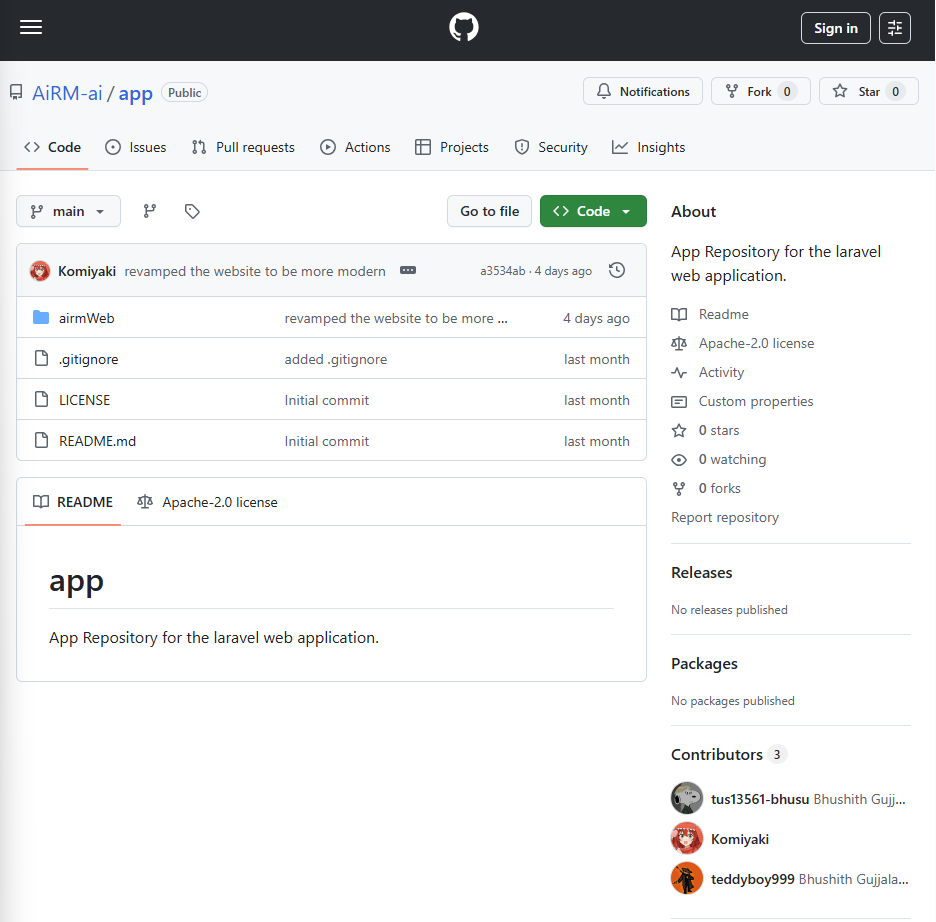 Sign in
AiRM-ai / app Public
Notifications Fork 0 Star 0
Code Issues Pull requests Actions Projects Security Insights
main Go to file Code
Komiyaki revamped the website to be more modern a3534ab · 4 days ago
airmWeb revamped the website to be more ... 4 days ago
.gitignore added .gitignore last month
LICENSE Initial commit last month
README.md Initial commit last month
README Apache-2.0 license
app
App Repository for the laravel web application.
About
App Repository for the laravel
web application.
Readme
Apache-2.0 license
Activity
Custom properties
0 stars
0 watching
0 forks
Report repository
Releases
No releases published
Packages
No packages published
Contributors 3
tus13561-bhusu Bhushith Gujj...
Komiyaki
teddyboy999 Bhushith Gujjala...